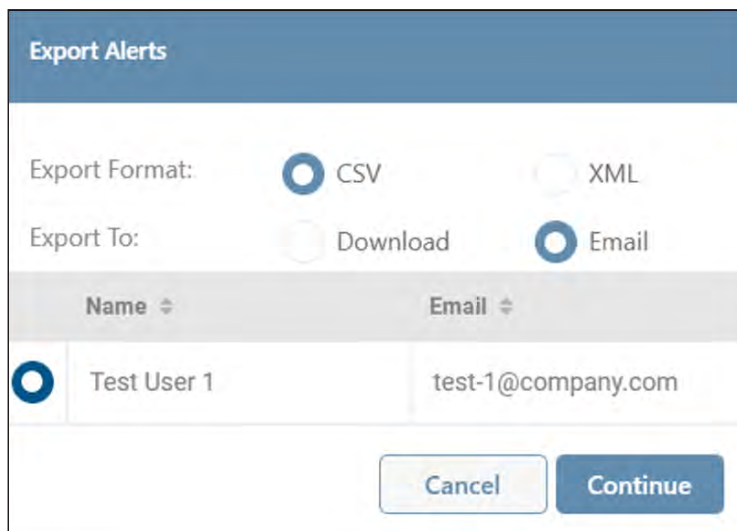 Export Alerts
Export Format: CSV XML
Export To: Download Email
Name Email
Test User 1 test-1@company.com
Cancel Continue